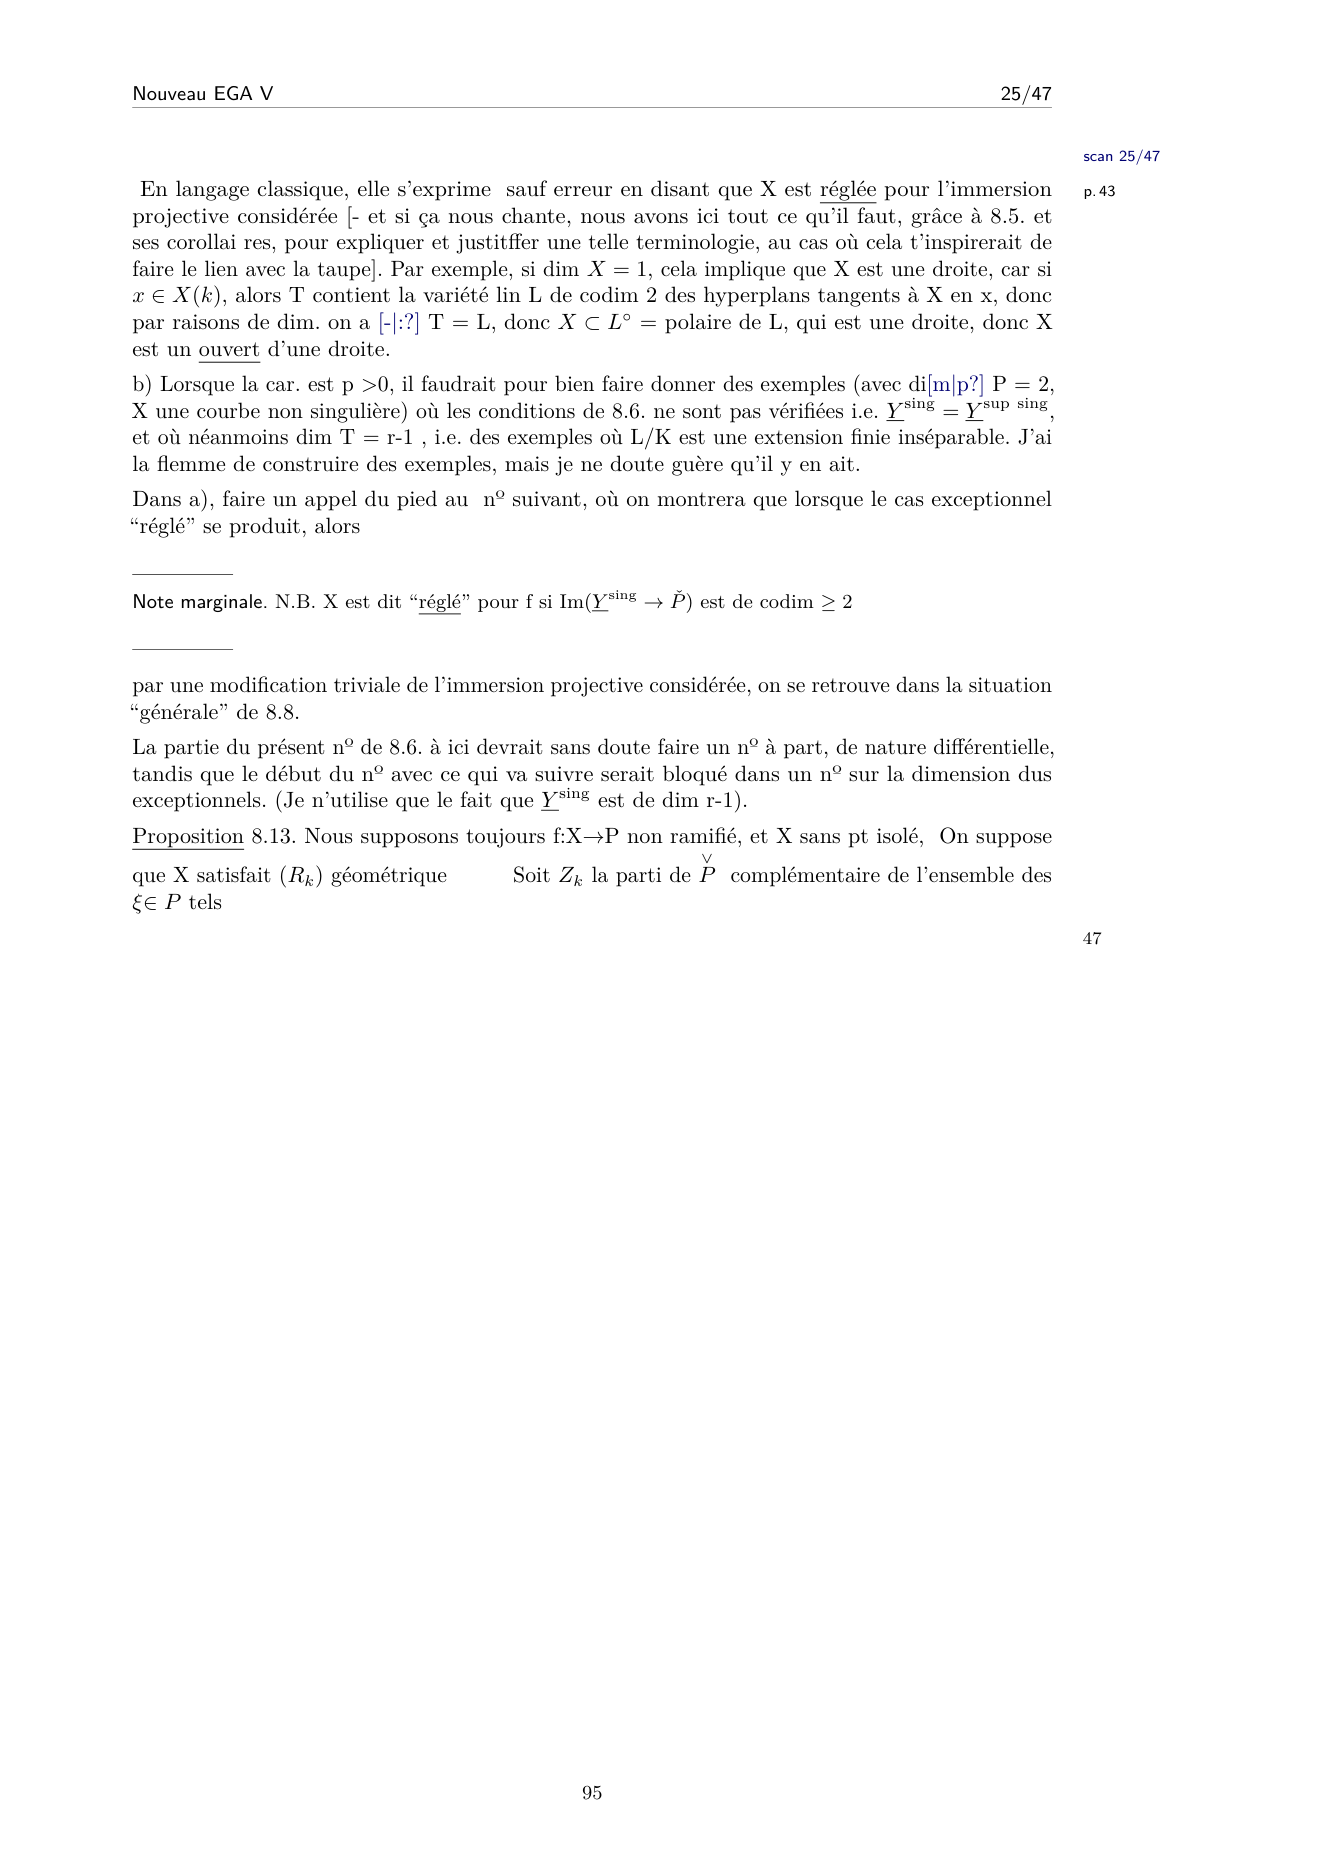 Nouveau EGA V 25/47
scan 25/47
En langage classique, elle s'exprime sauf erreur en disant que X est réglée pour l'immersion p. 43
projective considérée [- et si ça nous chante, nous avons ici tout ce qu'il faut, grâce à 8.5. et
ses corollai res, pour expliquer et justitffer une telle terminologie, au cas où cela t'inspirerait de
faire le lien avec la taupe]. Par exemple, si dim X = 1, cela implique que X est une droite, car si
x ∈ X(k), alors T contient la variété lin L de codim 2 des hyperplans tangents à X en x, donc
par raisons de dim. on a [-|:?] T = L, donc X ⊂ L° = polaire de L, qui est une droite, donc X
est un ouvert d'une droite.
b) Lorsque la car. est p >0, il faudrait pour bien faire donner des exemples (avec di[m|p?] P = 2,
X une courbe non singulière) où les conditions de 8.6. ne sont pas vérifiées i.e. Y^sing = Y^sup sing,
et où néanmoins dim T = r-1 , i.e. des exemples où L/K est une extension finie inséparable. J'ai
la flemme de construire des exemples, mais je ne doute guère qu'il y en ait.
Dans a), faire un appel du pied au nº suivant, où on montrera que lorsque le cas exceptionnel
“réglé” se produit, alors
Note marginale. N.B. X est dit “réglé” pour f si Im(Y^sing → P̌) est de codim ≥ 2
par une modification triviale de l'immersion projective considérée, on se retrouve dans la situation
“générale” de 8.8.
La partie du présent nº de 8.6. à ici devrait sans doute faire un nº à part, de nature différentielle,
tandis que le début du nº avec ce qui va suivre serait bloqué dans un nº sur la dimension dus
exceptionnels. (Je n'utilise que le fait que Y^sing est de dim r-1).
Proposition 8.13. Nous supposons toujours f:X→P non ramifié, et X sans pt isolé, On suppose
que X satisfait (R_k) géométrique Soit Z_k la parti de P̌ complémentaire de l'ensemble des
ξ∈ P tels
47
95